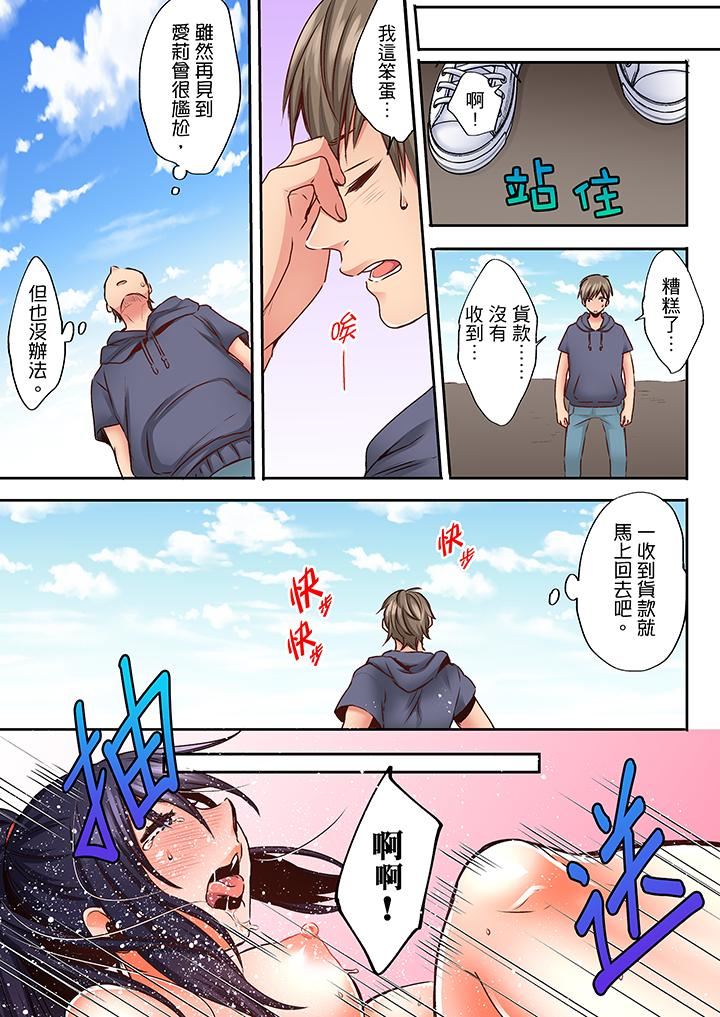 啊！
站住
糟糕了⋯⋯
貨款⋯⋯
沒有
收到⋯⋯
我這笨蛋⋯
唉—
雖然再見到
愛莉會很尷尬，
但也沒辦法。
一收到貨款就
馬上回去吧。
快步
快步
快步
抽
送
啊啊！